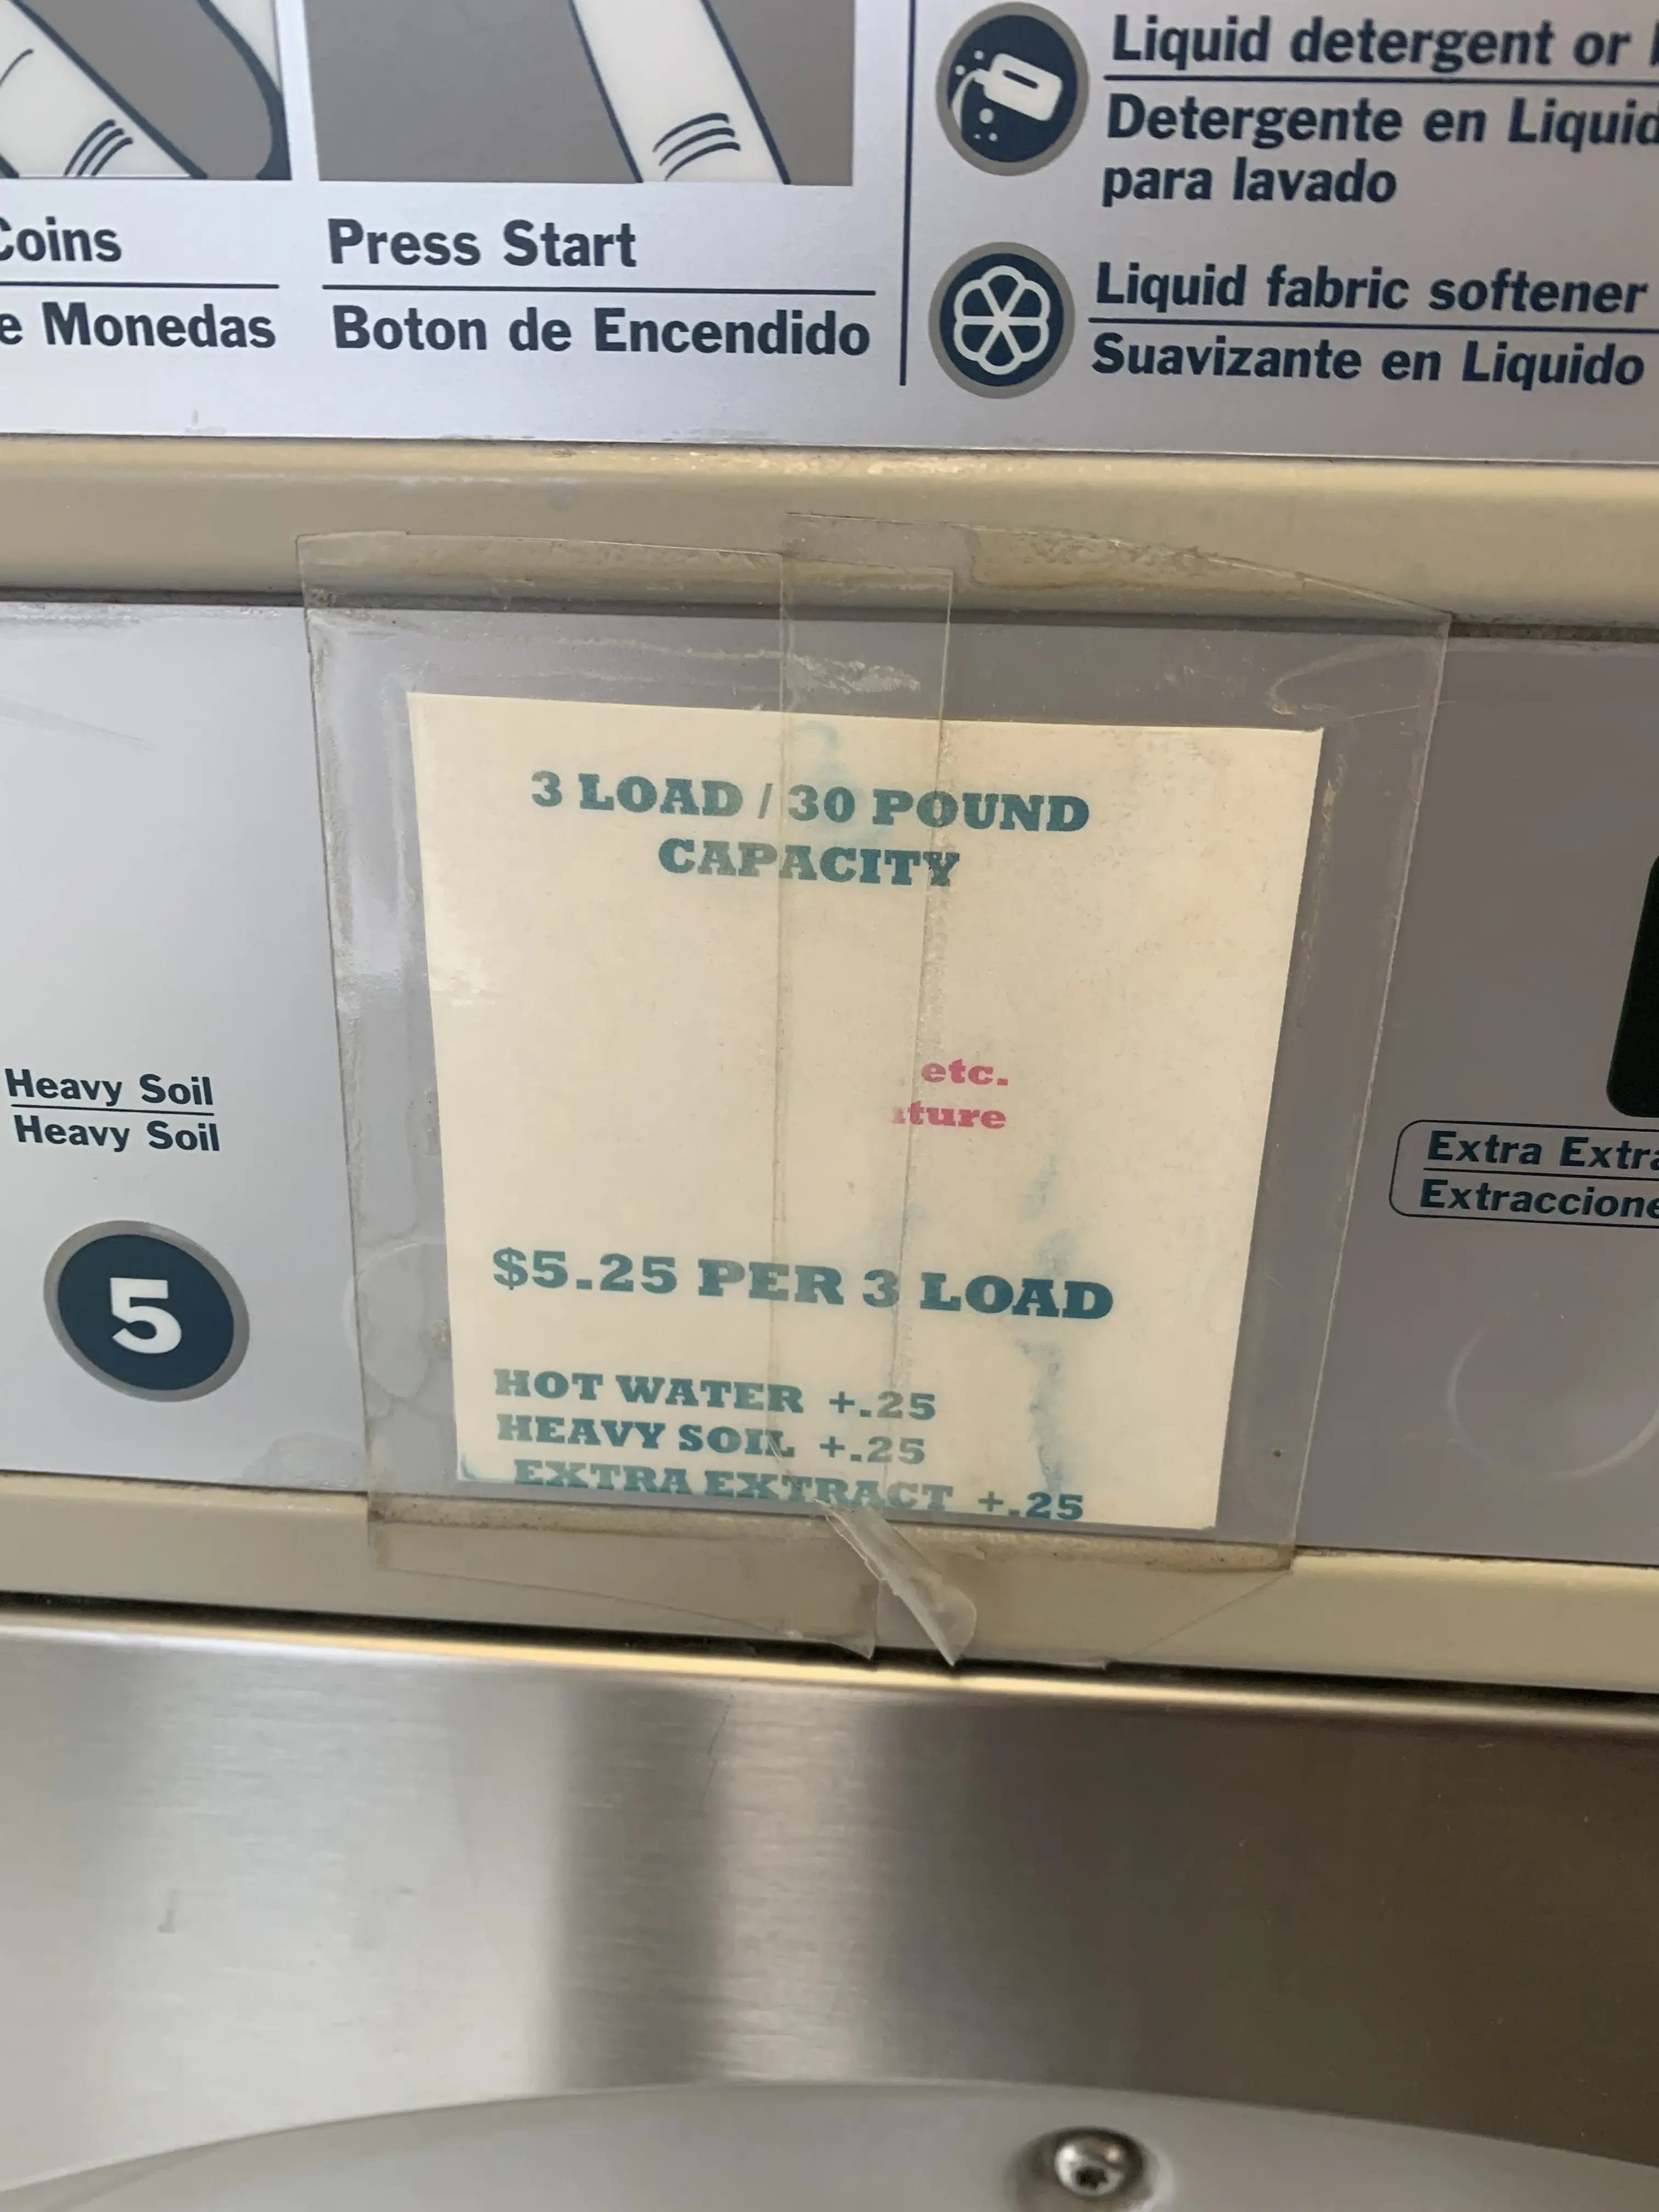 Coins
e Monedas
Press Start
Boton de Encendido
Liquid detergent or
Detergente en Liquid
para lavado
Liquid fabric softener
Suavizante en Liquido
3 LOAD / 30 POUND
CAPACITY
etc.
ture
$5.25 PER 3 LOAD
HOT WATER +.25
HEAVY SOIL +.25
EXTRA EXTRACT +.25
Heavy Soil
Heavy Soil
5
Extra Extra
Extraccione